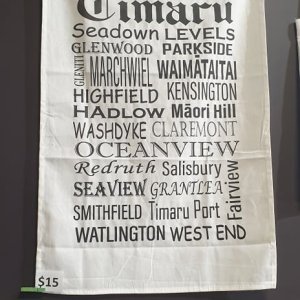 Timaru
Seadown LEVELS
GLENWOOD PARKSIDE
GLENITI MARCHWIEL WAIMĀTAITAI
HIGHFIELD KENSINGTON
HADLOW Māori Hill
WASHDYKE CLAREMONT
OCEANVIEW
Redruth Salisbury
SEAVIEW GRANTLEA Fairview
SMITHFIELD Timaru Port
WATLINGTON WEST END
$15